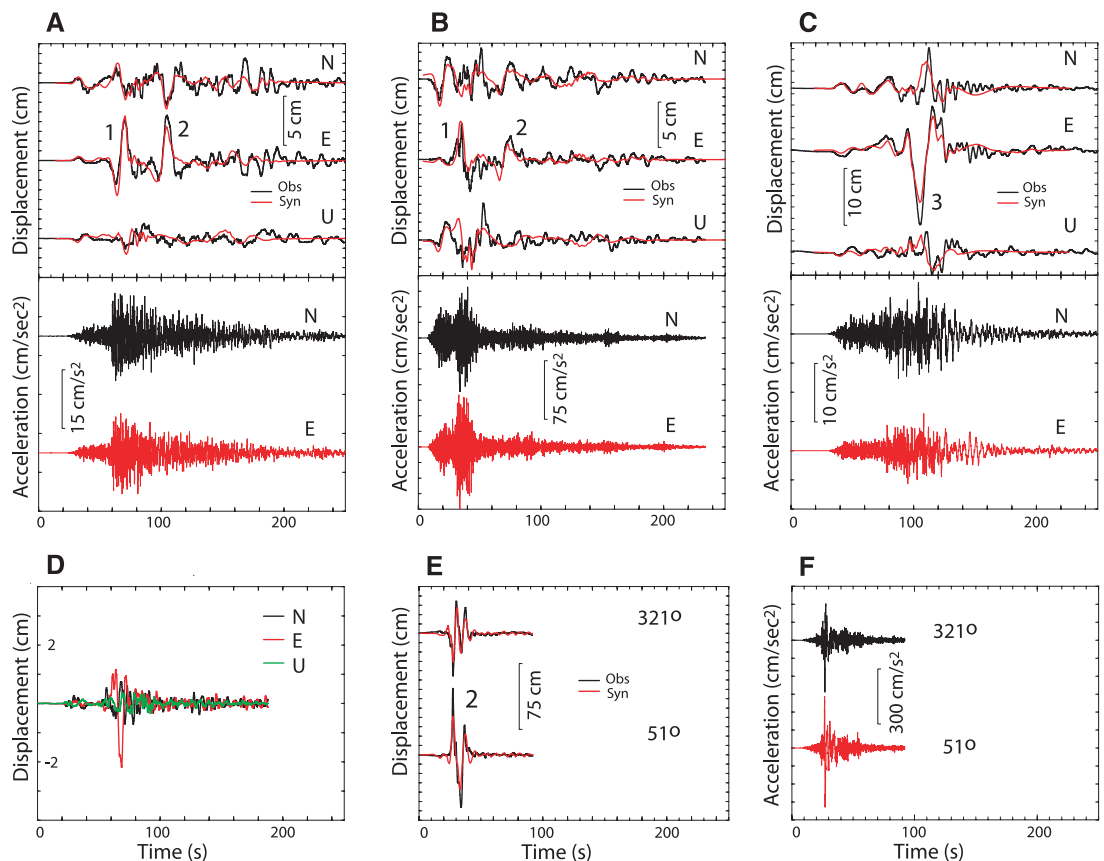 A
Displacement (cm)
N
5 cm
1
2
E
Obs
Syn
U
Acceleration (cm/sec²)
N
15 cm/s²
E
0
100
200
B
Displacement (cm)
N
5 cm
1
2
E
Obs
Syn
U
Acceleration (cm/sec²)
N
75 cm/s²
E
0
100
200
C
Displacement (cm)
N
E
10 cm
Obs
Syn
3
U
Acceleration (cm/sec²)
N
10 cm/s²
E
0
100
200
D
Displacement (cm)
2
-2
N
E
U
0
100
200
Time (s)
E
Displacement (cm)
321o
75 cm
Obs
Syn
2
51o
0
100
200
Time (s)
F
Acceleration (cm/sec²)
321o
300 cm/s²
51o
0
100
200
Time (s)